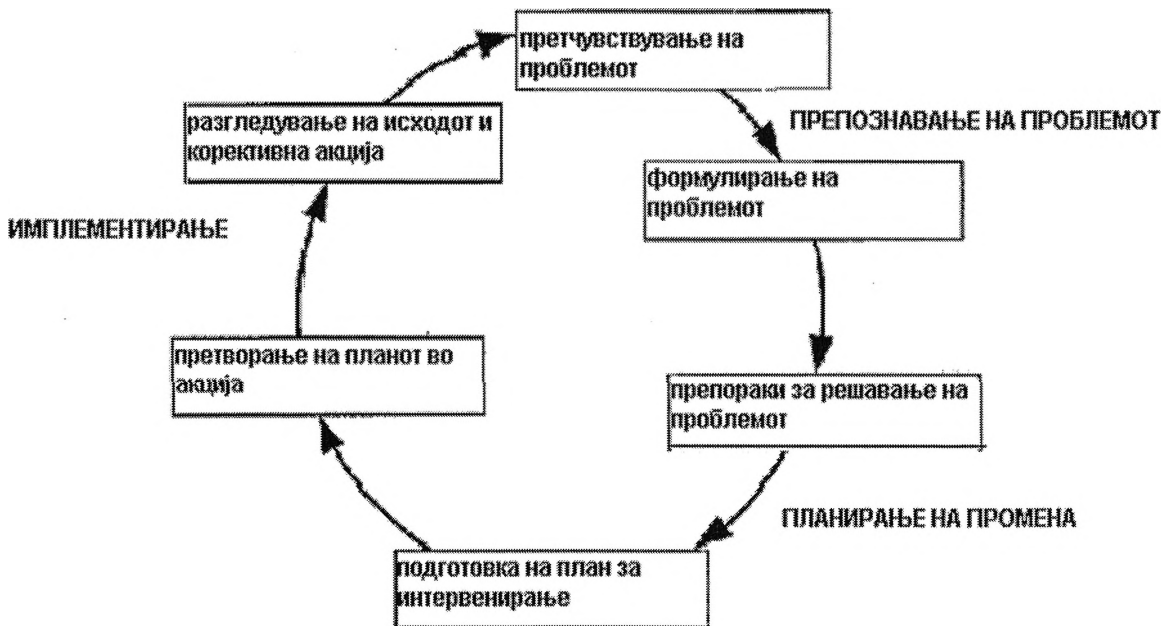 претчувствување на
проблемот
ПРЕПОЗНАВАЊЕ НА ПРОБЛЕМОТ
формулирање на
проблемот
препораки за решавање на
проблемот
ПЛАНИРАЊЕ НА ПРОМЕНА
подготовка на план за
интервенирање
претворање на планот во
акција
ИМПЛЕМЕНТИРАЊЕ
разгледување на исходот и
корективна акција